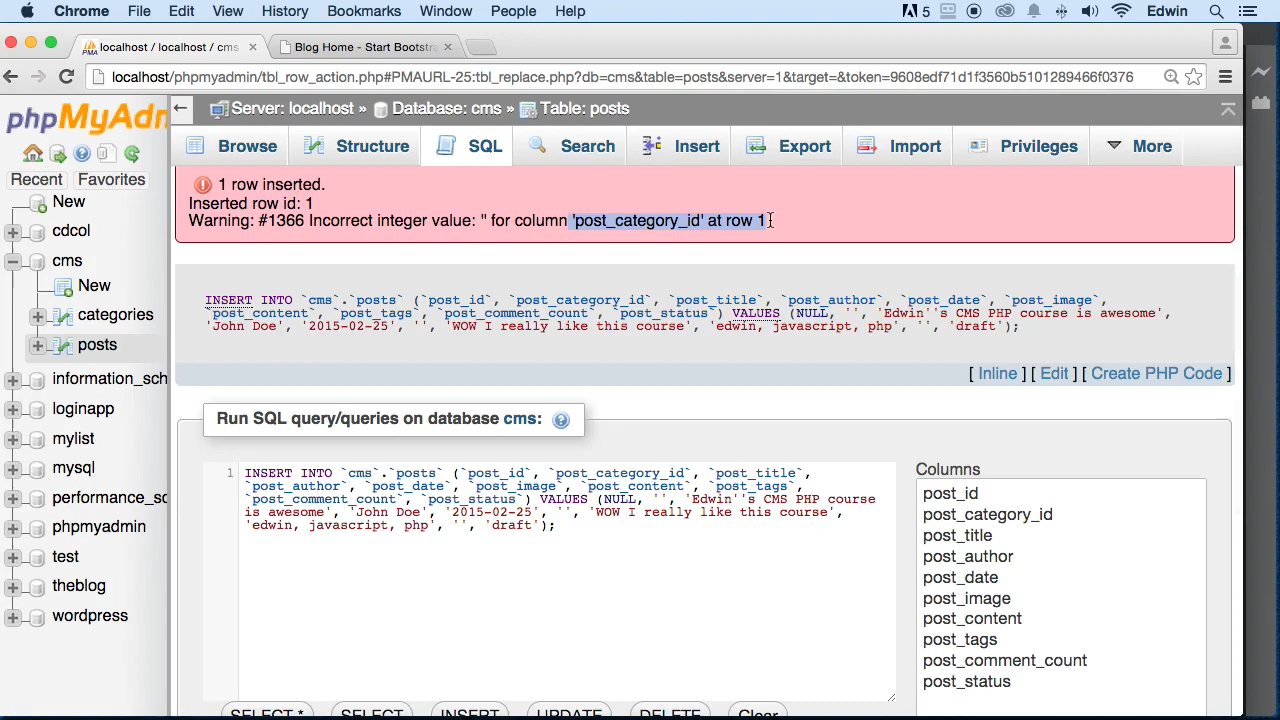 Chrome File Edit View History Bookmarks Window People Help 5 Edwin
localhost / localhost / cms Blog Home - Start Bootstra
localhost/phpmyadmin/tbl_row_action.php#PMAURL-25:tbl_replace.php?db=cms&table=posts&server=1&target=&token=9608edf71d1f3560b5101289466f0376
phpMyAdm
Recent Favorites
New
cdcol
cms
New
categories
posts
information_sch
loginapp
mylist
mysql
performance_sc
phpmyadmin
test
theblog
wordpress
Server: localhost » Database: cms » Table: posts
Browse Structure SQL Search Insert Export Import Privileges More
1 row inserted.
Inserted row id: 1
Warning: #1366 Incorrect integer value: '' for column 'post_category_id' at row 1
INSERT INTO `cms`.`posts` (`post_id`, `post_category_id`, `post_title`, `post_author`, `post_date`, `post_image`,
`post_content`, `post_tags`, `post_comment_count`, `post_status`) VALUES (NULL, '', 'Edwin''s CMS PHP course is awesome',
'John Doe', '2015-02-25', '', 'WOW I really like this course', 'edwin, javascript, php', '', 'draft');
[ Inline ] [ Edit ] [ Create PHP Code ]
Run SQL query/queries on database cms:
1 INSERT INTO `cms`.`posts` (`post_id`, `post_category_id`, `post_title`,
`post_author`, `post_date`, `post_image`, `post_content`, `post_tags`,
`post_comment_count`, `post_status`) VALUES (NULL, '', 'Edwin''s CMS PHP course
is awesome', 'John Doe', '2015-02-25', '', 'WOW I really like this course',
'edwin, javascript, php', '', 'draft');
Columns
post_id
post_category_id
post_title
post_author
post_date
post_image
post_content
post_tags
post_comment_count
post_status
SELECT * SELECT INSERT UPDATE DELETE Clear